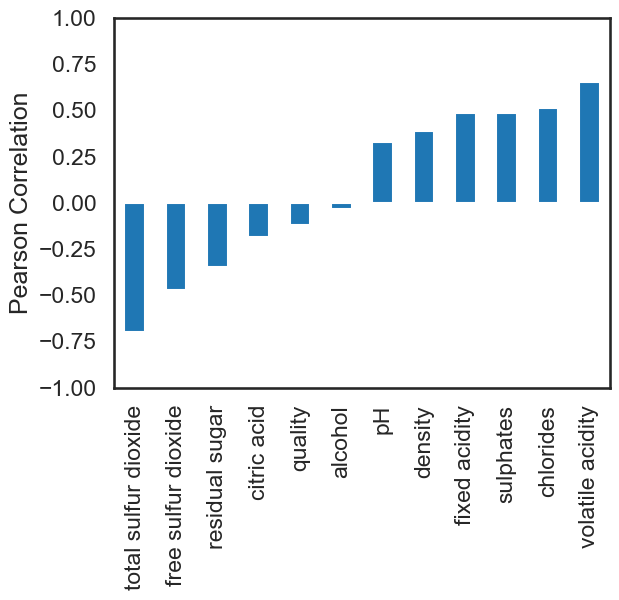 Pearson Correlation
1.00
0.75
0.50
0.25
0.00
−0.25
−0.50
−0.75
−1.00
total sulfur dioxide
free sulfur dioxide
residual sugar
citric acid
quality
alcohol
pH
density
fixed acidity
sulphates
chlorides
volatile acidity